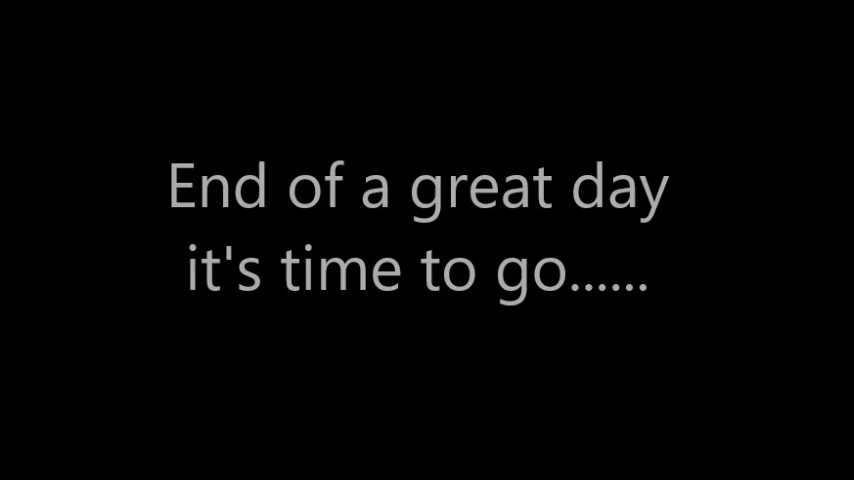 End of a great day
it's time to go......